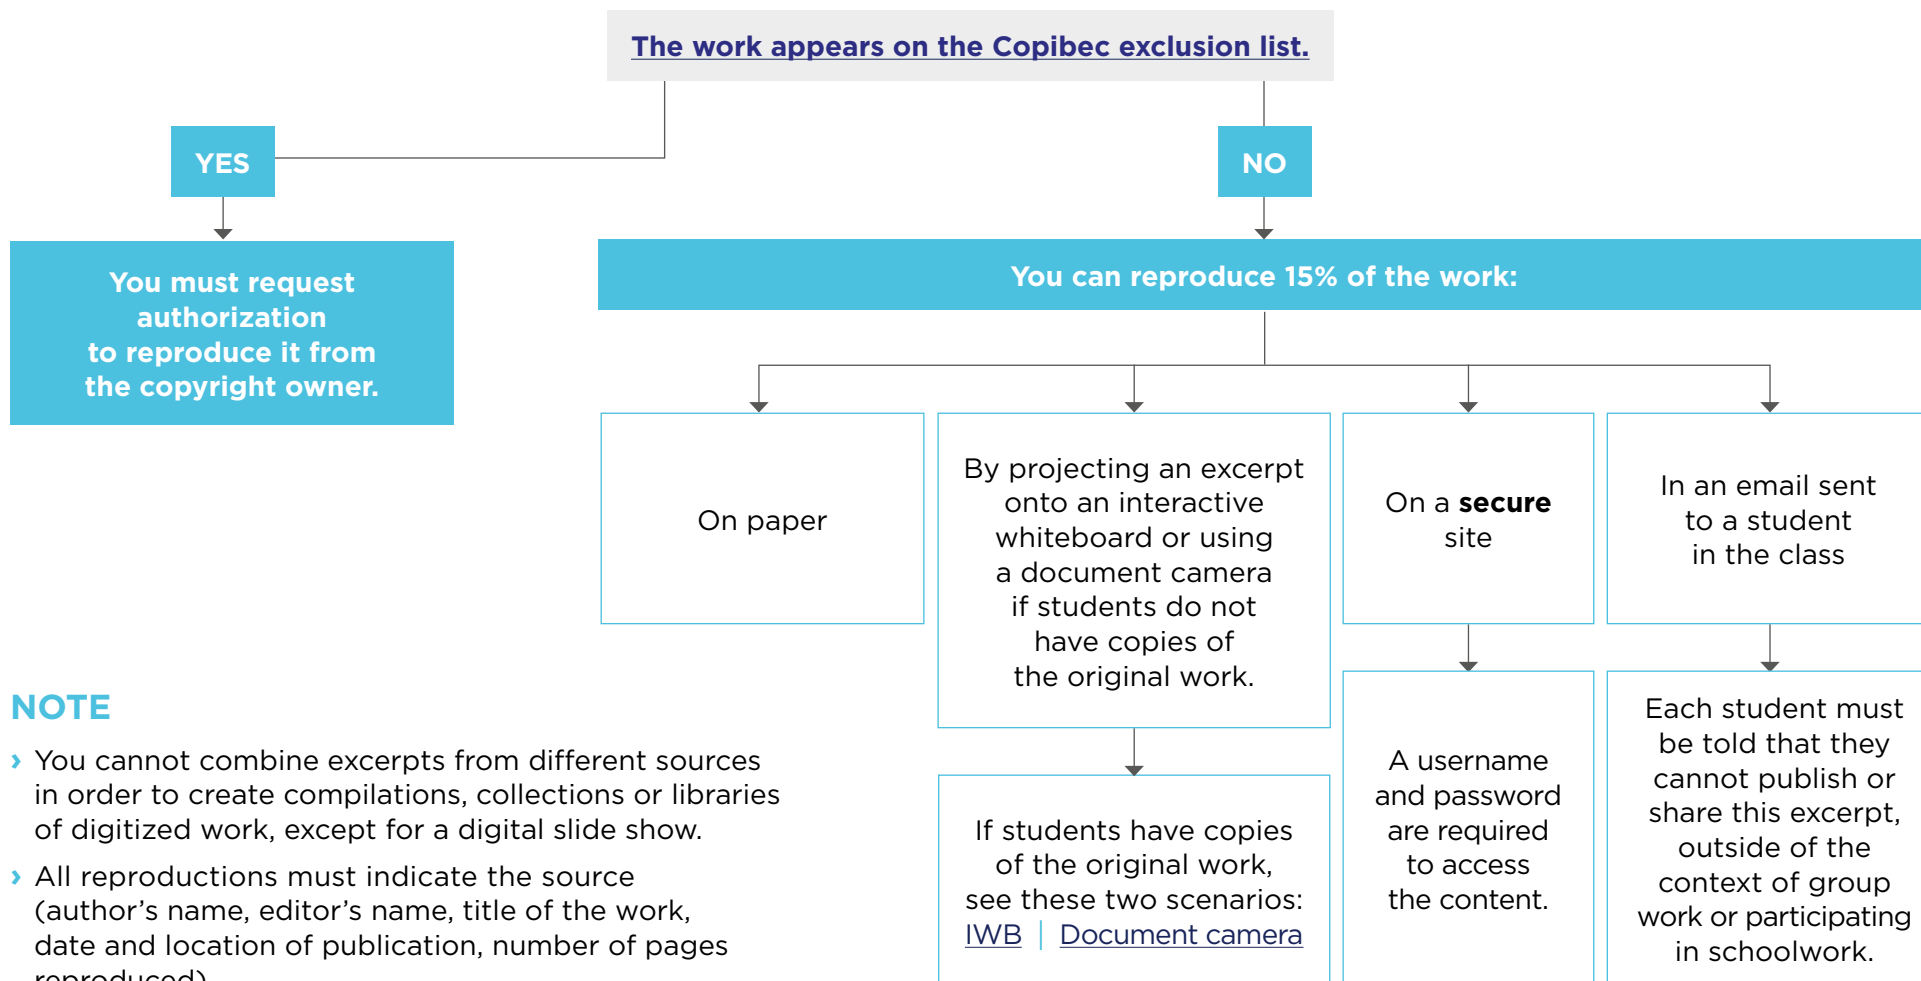 The work appears on the Copibec exclusion list.
YES
NO
You must request
authorization
to reproduce it from
the copyright owner.
You can reproduce 15% of the work:
On paper
By projecting an excerpt
onto an interactive
whiteboard or using
a document camera
if students do not
have copies of
the original work.
On a secure
site
In an email sent
to a student
in the class
If students have copies
of the original work,
see these two scenarios:
IWB | Document camera
A username
and password
are required
to access
the content.
Each student must
be told that they
cannot publish or
share this excerpt,
outside of the
context of group
work or participating
in schoolwork.
NOTE
› You cannot combine excerpts from different sources
in order to create compilations, collections or libraries
of digitized work, except for a digital slide show.
› All reproductions must indicate the source
(author’s name, editor’s name, title of the work,
date and location of publication, number of pages
reproduced)